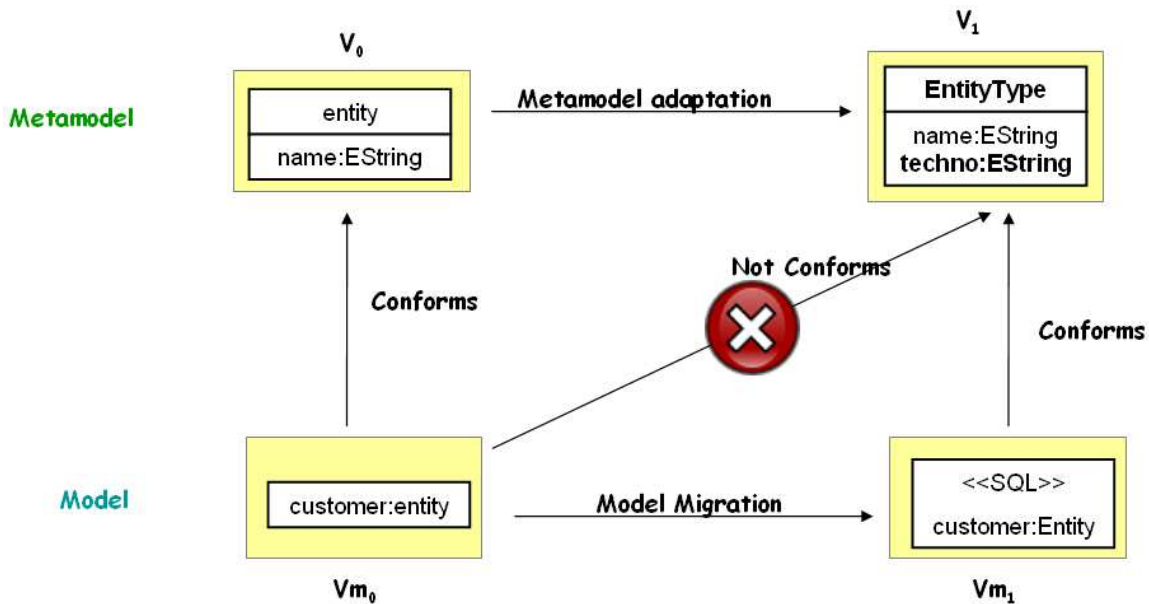 V₀
V₁
Metamodel
entity
name:EString
Metamodel adaptation
EntityType
name:EString
techno:EString
Not Conforms
Conforms
Conforms
Model
customer:entity
Model Migration
<<SQL>>
customer:Entity
Vm₀
Vm₁